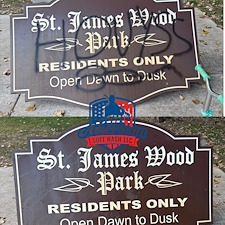 St. James Wood
Park
RESIDENTS ONLY
Open Dawn to Dusk
St. James Wood
Park
RESIDENTS ONLY
Open Dawn to Dusk